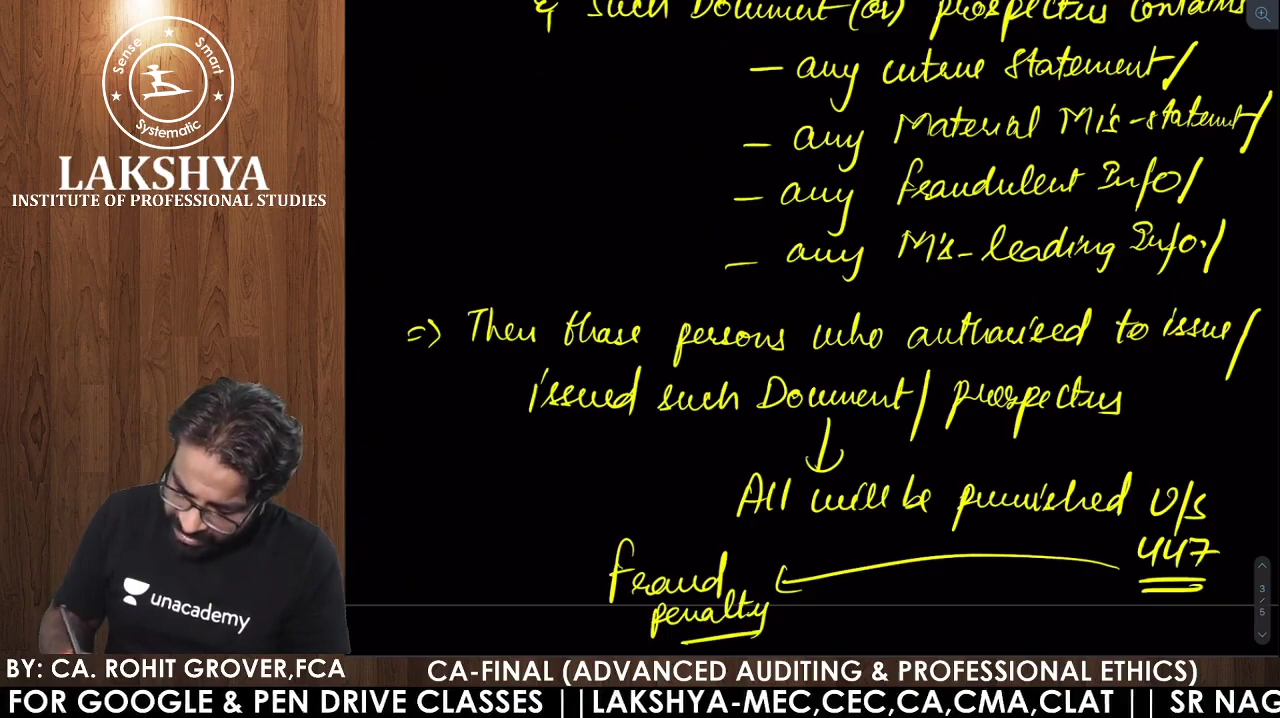 & such Document (or) prospectus contains
Sense
Smart
Systematic
LAKSHYA
INSTITUTE OF PROFESSIONAL STUDIES
— any untrue statement/
— any Material Mis-statement/
— any fraudulent Info/
— any Mis-leading Info./
=> Then those persons who authorised to issue/
issued such Document/ prospectus
All will be punished U/s
447
fraud
penalty
unacademy
3
/
5
BY: CA. ROHIT GROVER,FCA
CA-FINAL (ADVANCED AUDITING & PROFESSIONAL ETHICS)
FOR GOOGLE & PEN DRIVE CLASSES ||LAKSHYA-MEC,CEC,CA,CMA,CLAT || SR NAG